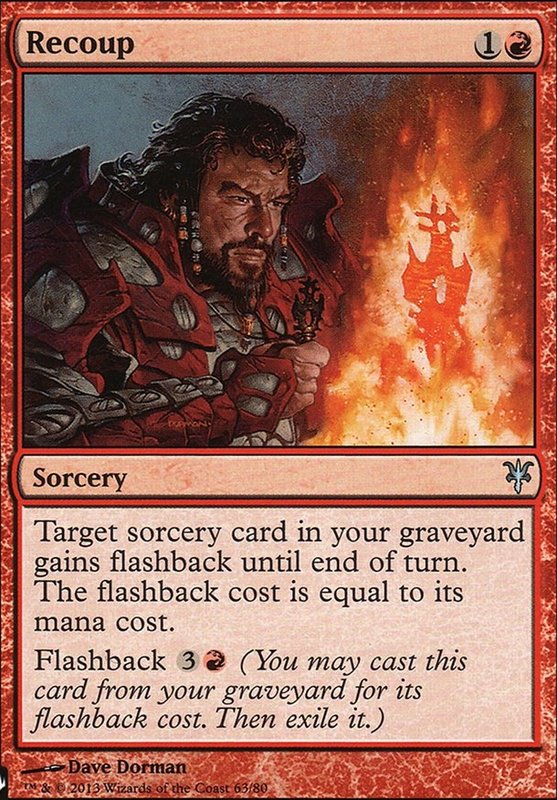 Recoup 1
Sorcery
Target sorcery card in your graveyard
gains flashback until end of turn.
The flashback cost is equal to its
mana cost.
Flashback 3 (You may cast this
card from your graveyard for its
flashback cost. Then exile it.)
Dave Dorman
™ & © 2013 Wizards of the Coast 63/80